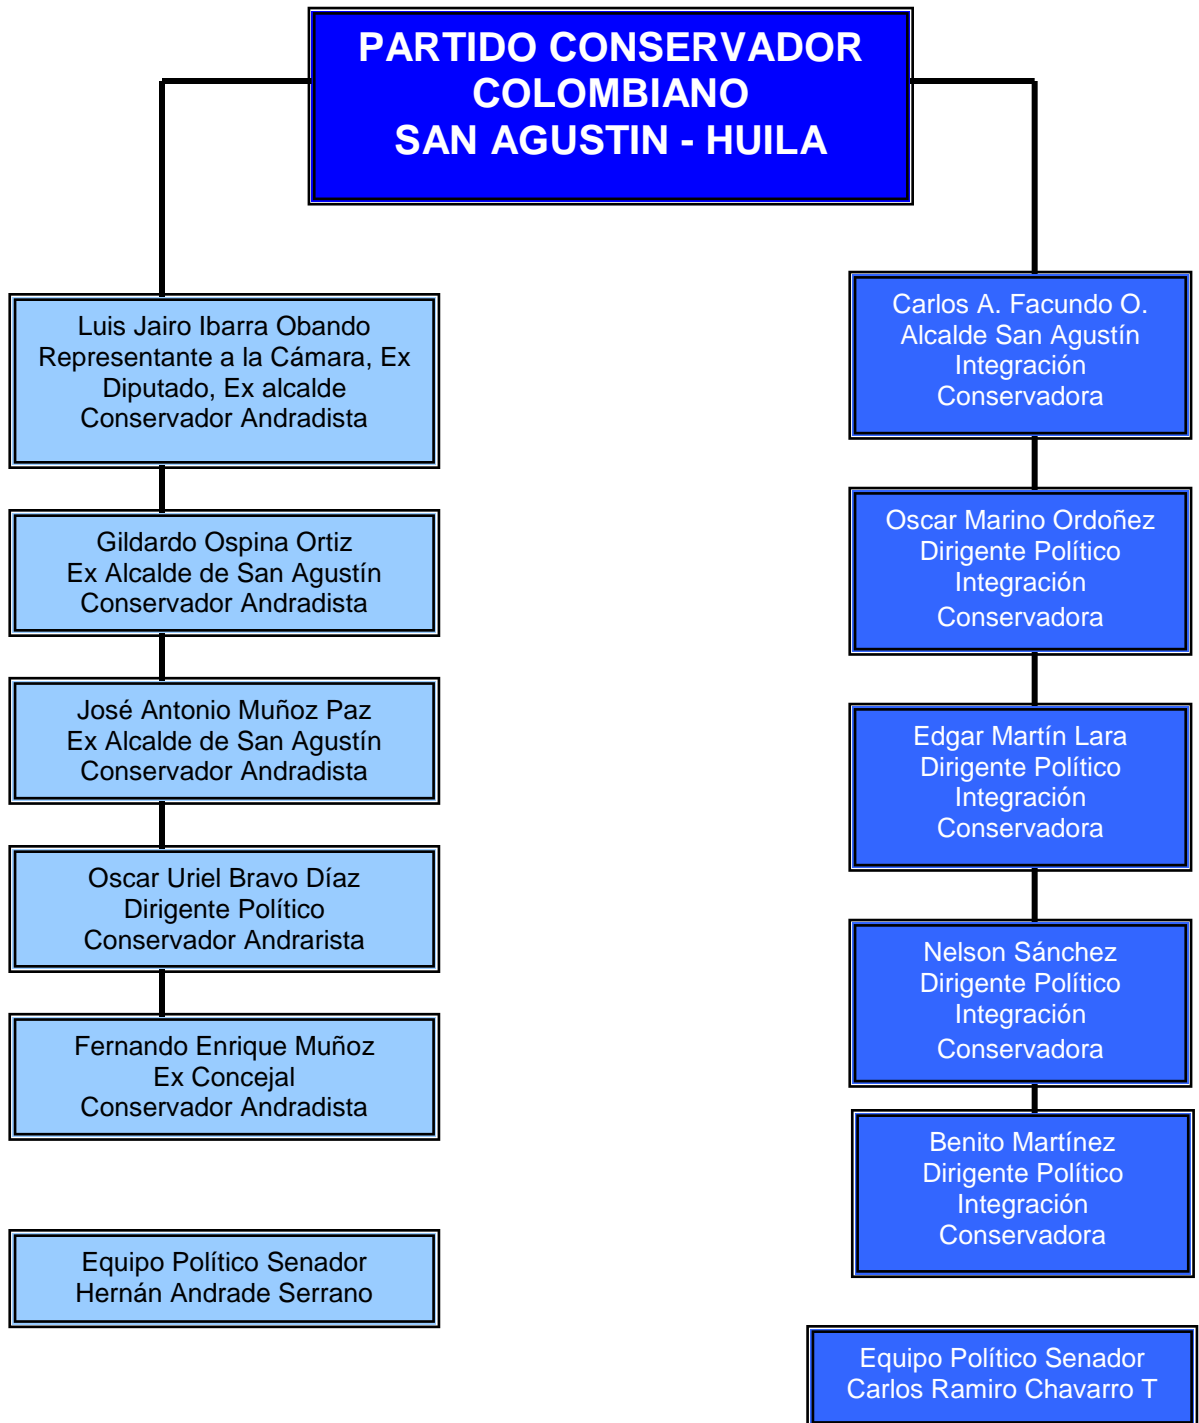 PARTIDO CONSERVADOR
COLOMBIANO
SAN AGUSTIN - HUILA
Luis Jairo Ibarra Obando
Representante a la Cámara, Ex
Diputado, Ex alcalde
Conservador Andradista
Gildardo Ospina Ortiz
Ex Alcalde de San Agustín
Conservador Andradista
José Antonio Muñoz Paz
Ex Alcalde de San Agustín
Conservador Andradista
Oscar Uriel Bravo Díaz
Dirigente Político
Conservador Andrarista
Fernando Enrique Muñoz
Ex Concejal
Conservador Andradista
Equipo Político Senador
Hernán Andrade Serrano
Carlos A. Facundo O.
Alcalde San Agustín
Integración
Conservadora
Oscar Marino Ordoñez
Dirigente Político
Integración
Conservadora
Edgar Martín Lara
Dirigente Político
Integración
Conservadora
Nelson Sánchez
Dirigente Político
Integración
Conservadora
Benito Martínez
Dirigente Político
Integración
Conservadora
Equipo Político Senador
Carlos Ramiro Chavarro T